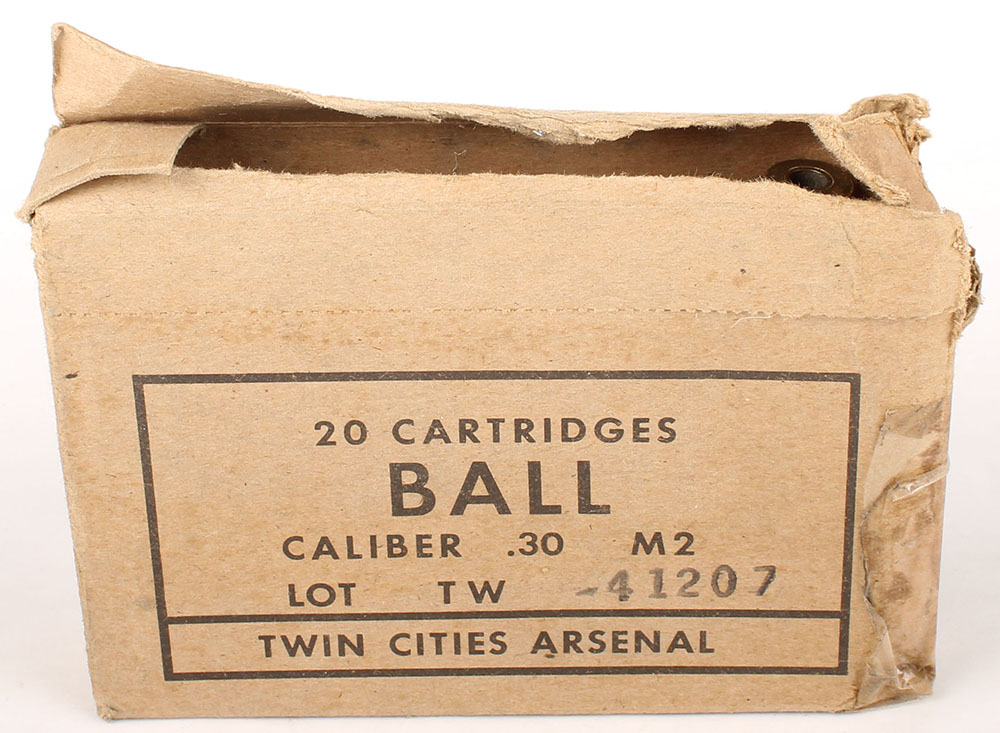 20 CARTRIDGES
BALL
CALIBER .30 M2
LOT TW -41207
TWIN CITIES ARSENAL